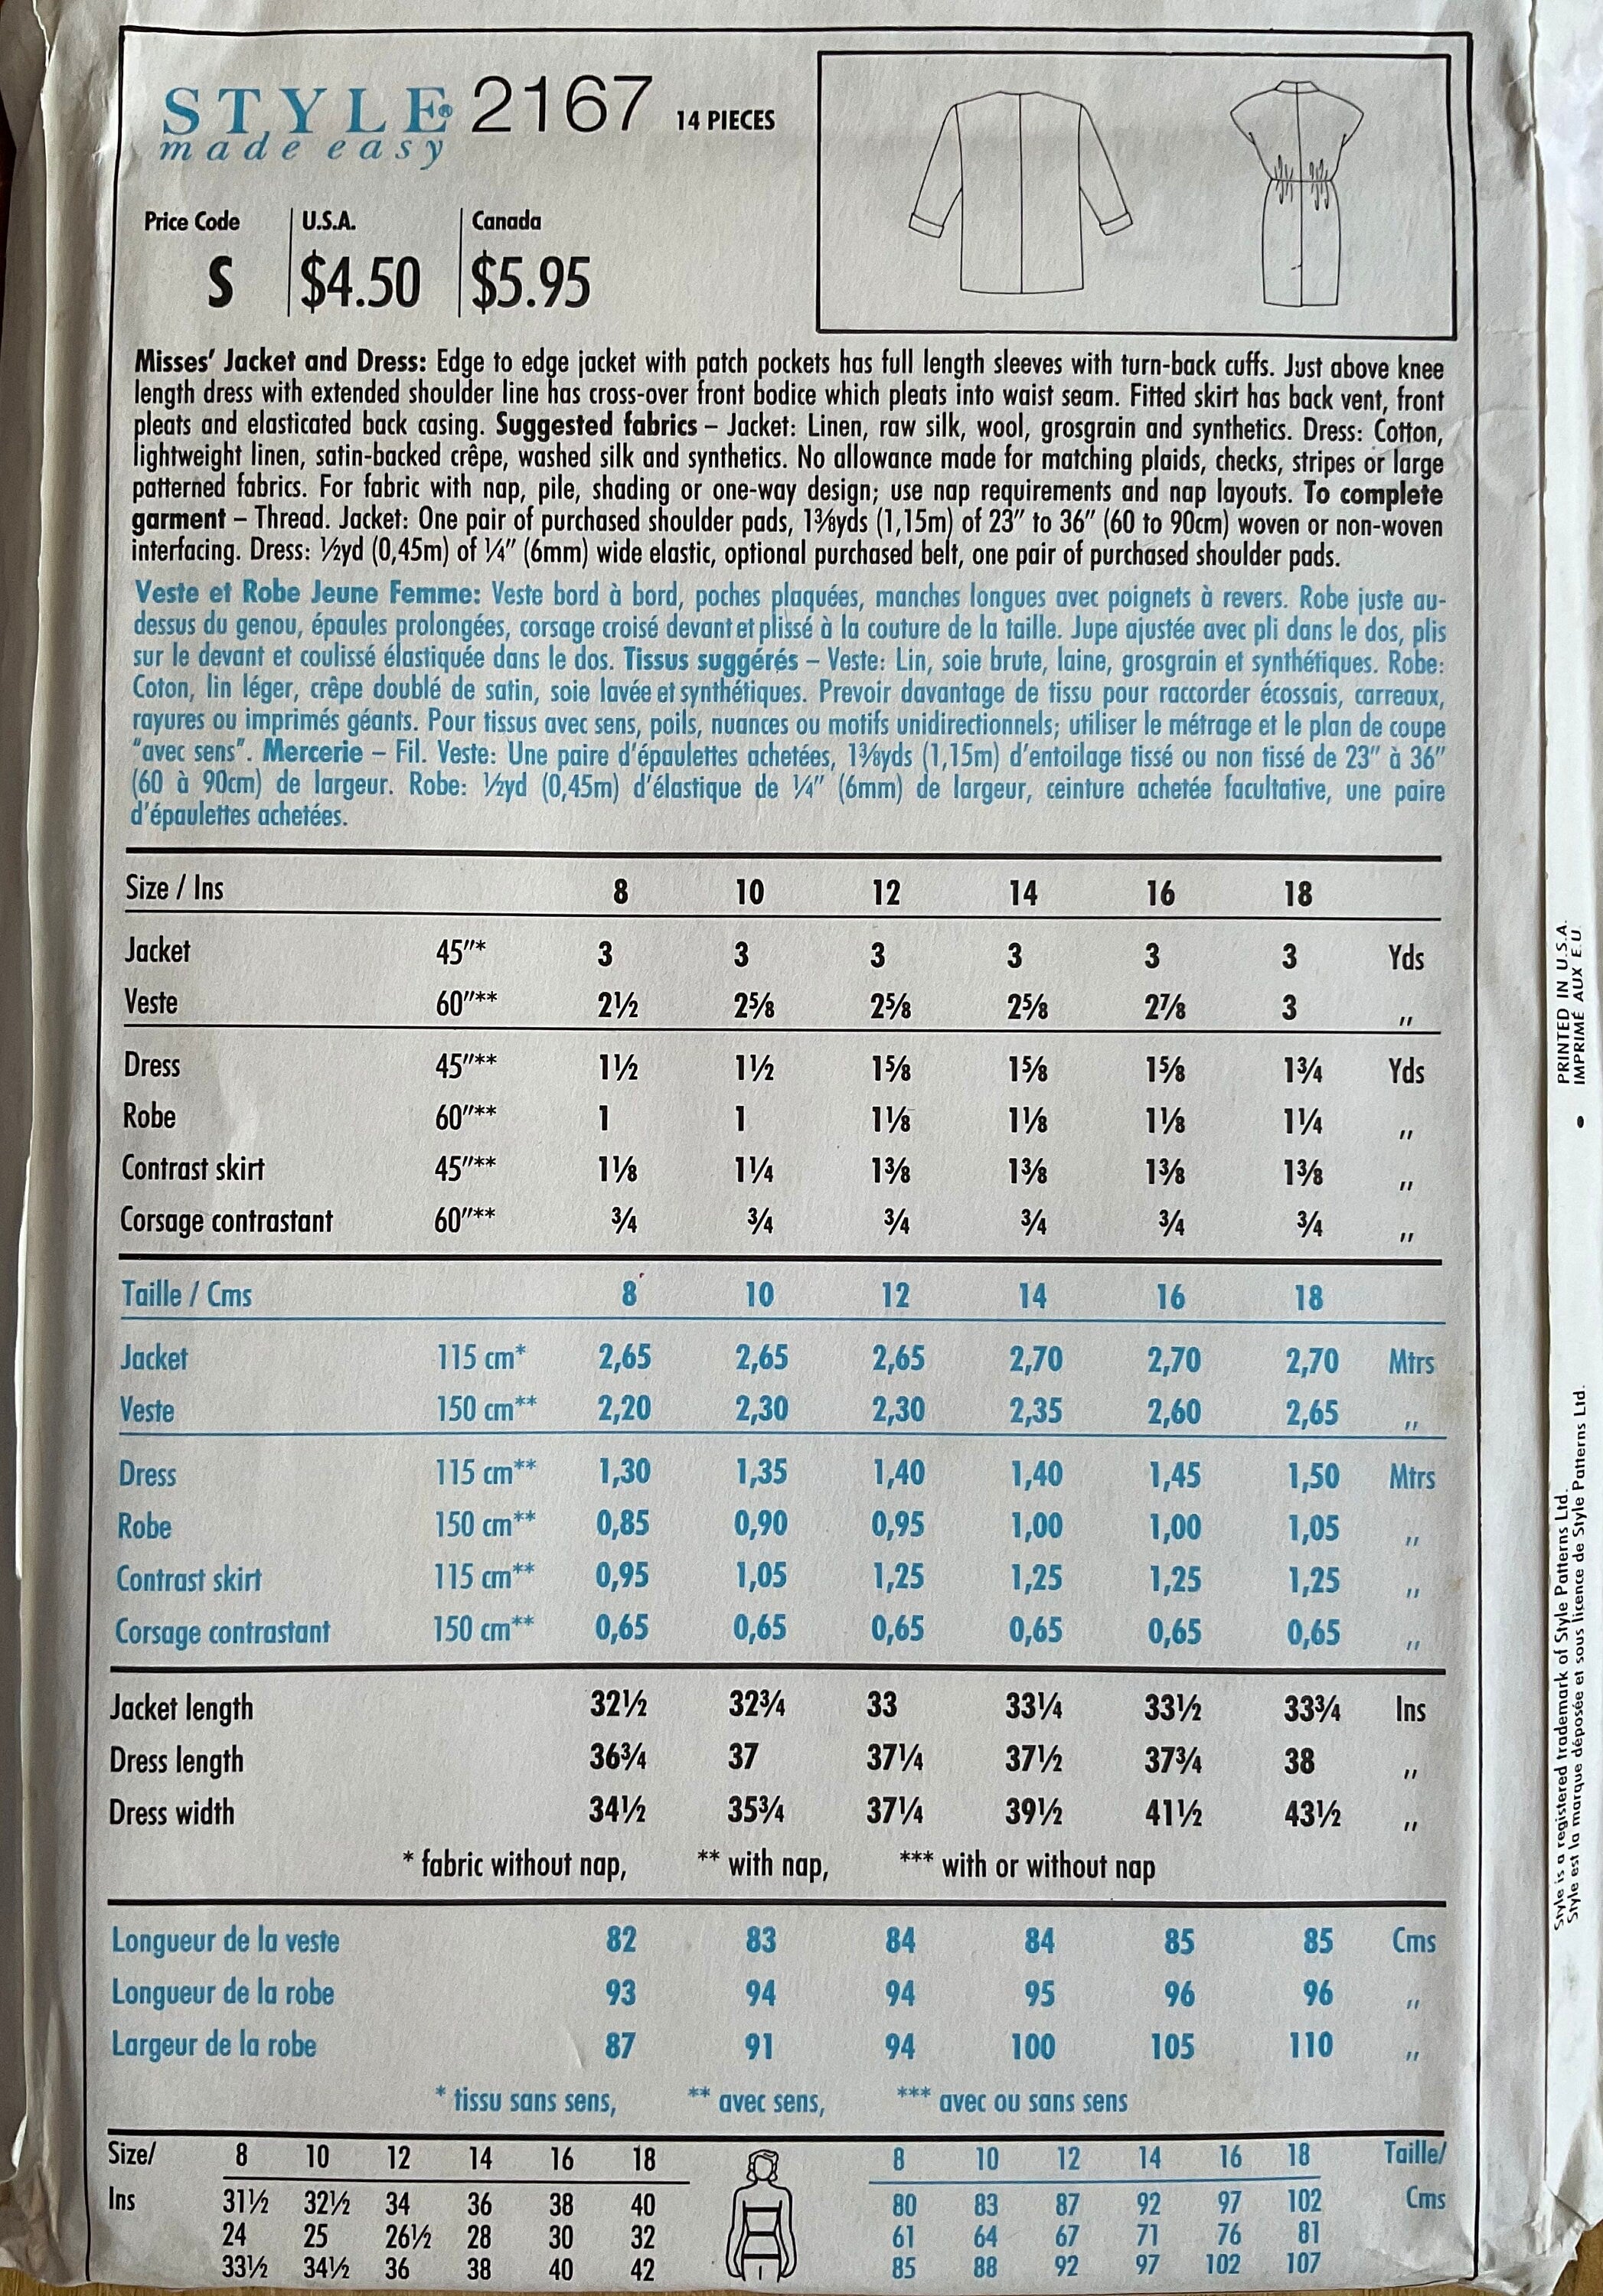 STYLE® 2167 14 PIECES
made easy
Price Code U.S.A. Canada
S $4.50 $5.95
Misses' Jacket and Dress: Edge to edge jacket with patch pockets has full length sleeves with turn-back cuffs. Just above knee
length dress with extended shoulder line has cross-over front bodice which pleats into waist seam. Fitted skirt has back vent, front
pleats and elasticated back casing. Suggested fabrics – Jacket: Linen, raw silk, wool, grosgrain and synthetics. Dress: Cotton,
lightweight linen, satin-backed crêpe, washed silk and synthetics. No allowance made for matching plaids, checks, stripes or large
patterned fabrics. For fabric with nap, pile, shading or one-way design; use nap requirements and nap layouts. To complete
garment – Thread. Jacket: One pair of purchased shoulder pads, 1⅜yds (1,15m) of 23″ to 36″ (60 to 90cm) woven or non-woven
interfacing. Dress: ½yd (0,45m) of ¼″ (6mm) wide elastic, optional purchased belt, one pair of purchased shoulder pads.
Veste et Robe Jeune Femme: Veste bord à bord, poches plaquées, manches longues avec poignets à revers. Robe juste au-
dessus du genou, épaules prolongées, corsage croisé devant et plissé à la couture de la taille. Jupe ajustée avec pli dans le dos, plis
sur le devant et coulissé élastiquée dans le dos. Tissus suggérés – Veste: Lin, soie brute, laine, grosgrain et synthétiques. Robe:
Coton, lin léger, crêpe doublé de satin, soie lavée et synthétiques. Prevoir davantage de tissu pour raccorder écossais, carreaux,
rayures ou imprimés géants. Pour tissus avec sens, poils, nuances ou motifs unidirectionnels; utiliser le métrage et le plan de coupe
"avec sens". Mercerie – Fil. Veste: Une paire d'épaulettes achetées, 1⅜yds (1,15m) d'entoilage tissé ou non tissé de 23″ à 36″
(60 à 90cm) de largeur. Robe: ½yd (0,45m) d'élastique de ¼″ (6mm) de largeur, ceinture achetée facultative, une paire
d'épaulettes achetées.
Size / Ins 8 10 12 14 16 18
Jacket 45″* 3 3 3 3 3 3 Yds
Veste 60″** 2½ 2⅝ 2⅝ 2⅝ 2⅞ 3 ,,
Dress 45″** 1½ 1½ 1⅝ 1⅝ 1⅝ 1¾ Yds
Robe 60″** 1 1 1⅛ 1⅛ 1⅛ 1¼ ,,
Contrast skirt 45″** 1⅛ 1¼ 1⅜ 1⅜ 1⅜ 1⅜ ,,
Corsage contrastant 60″** ¾ ¾ ¾ ¾ ¾ ¾ ,,
Taille / Cms 8 10 12 14 16 18
Jacket 115 cm* 2,65 2,65 2,65 2,70 2,70 2,70 Mtrs
Veste 150 cm** 2,20 2,30 2,30 2,35 2,60 2,65 ,,
Dress 115 cm** 1,30 1,35 1,40 1,40 1,45 1,50 Mtrs
Robe 150 cm** 0,85 0,90 0,95 1,00 1,00 1,05 ,,
Contrast skirt 115 cm** 0,95 1,05 1,25 1,25 1,25 1,25 ,,
Corsage contrastant 150 cm** 0,65 0,65 0,65 0,65 0,65 0,65 ,,
Jacket length 32½ 32¾ 33 33¼ 33½ 33¾ Ins
Dress length 36¾ 37 37¼ 37½ 37¾ 38 ,,
Dress width 34½ 35¾ 37¼ 39½ 41½ 43½ ,,
* fabric without nap, ** with nap, *** with or without nap
Longueur de la veste 82 83 84 84 85 85 Cms
Longueur de la robe 93 94 94 95 96 96 ,,
Largeur de la robe 87 91 94 100 105 110 ,,
* tissu sans sens, ** avec sens, *** avec ou sans sens
Size/ 8 10 12 14 16 18 8 10 12 14 16 18 Taille/
Ins 31½ 32½ 34 36 38 40 80 83 87 92 97 102 Cms
24 25 26½ 28 30 32 61 64 67 71 76 81
33½ 34½ 36 38 40 42 85 88 92 97 102 107
Style is a registered trademark of Style Patterns Ltd. • PRINTED IN U.S.A.
Style est la marque déposée et sous licence de Style Patterns Ltd. IMPRIMÉ AUX E.U.